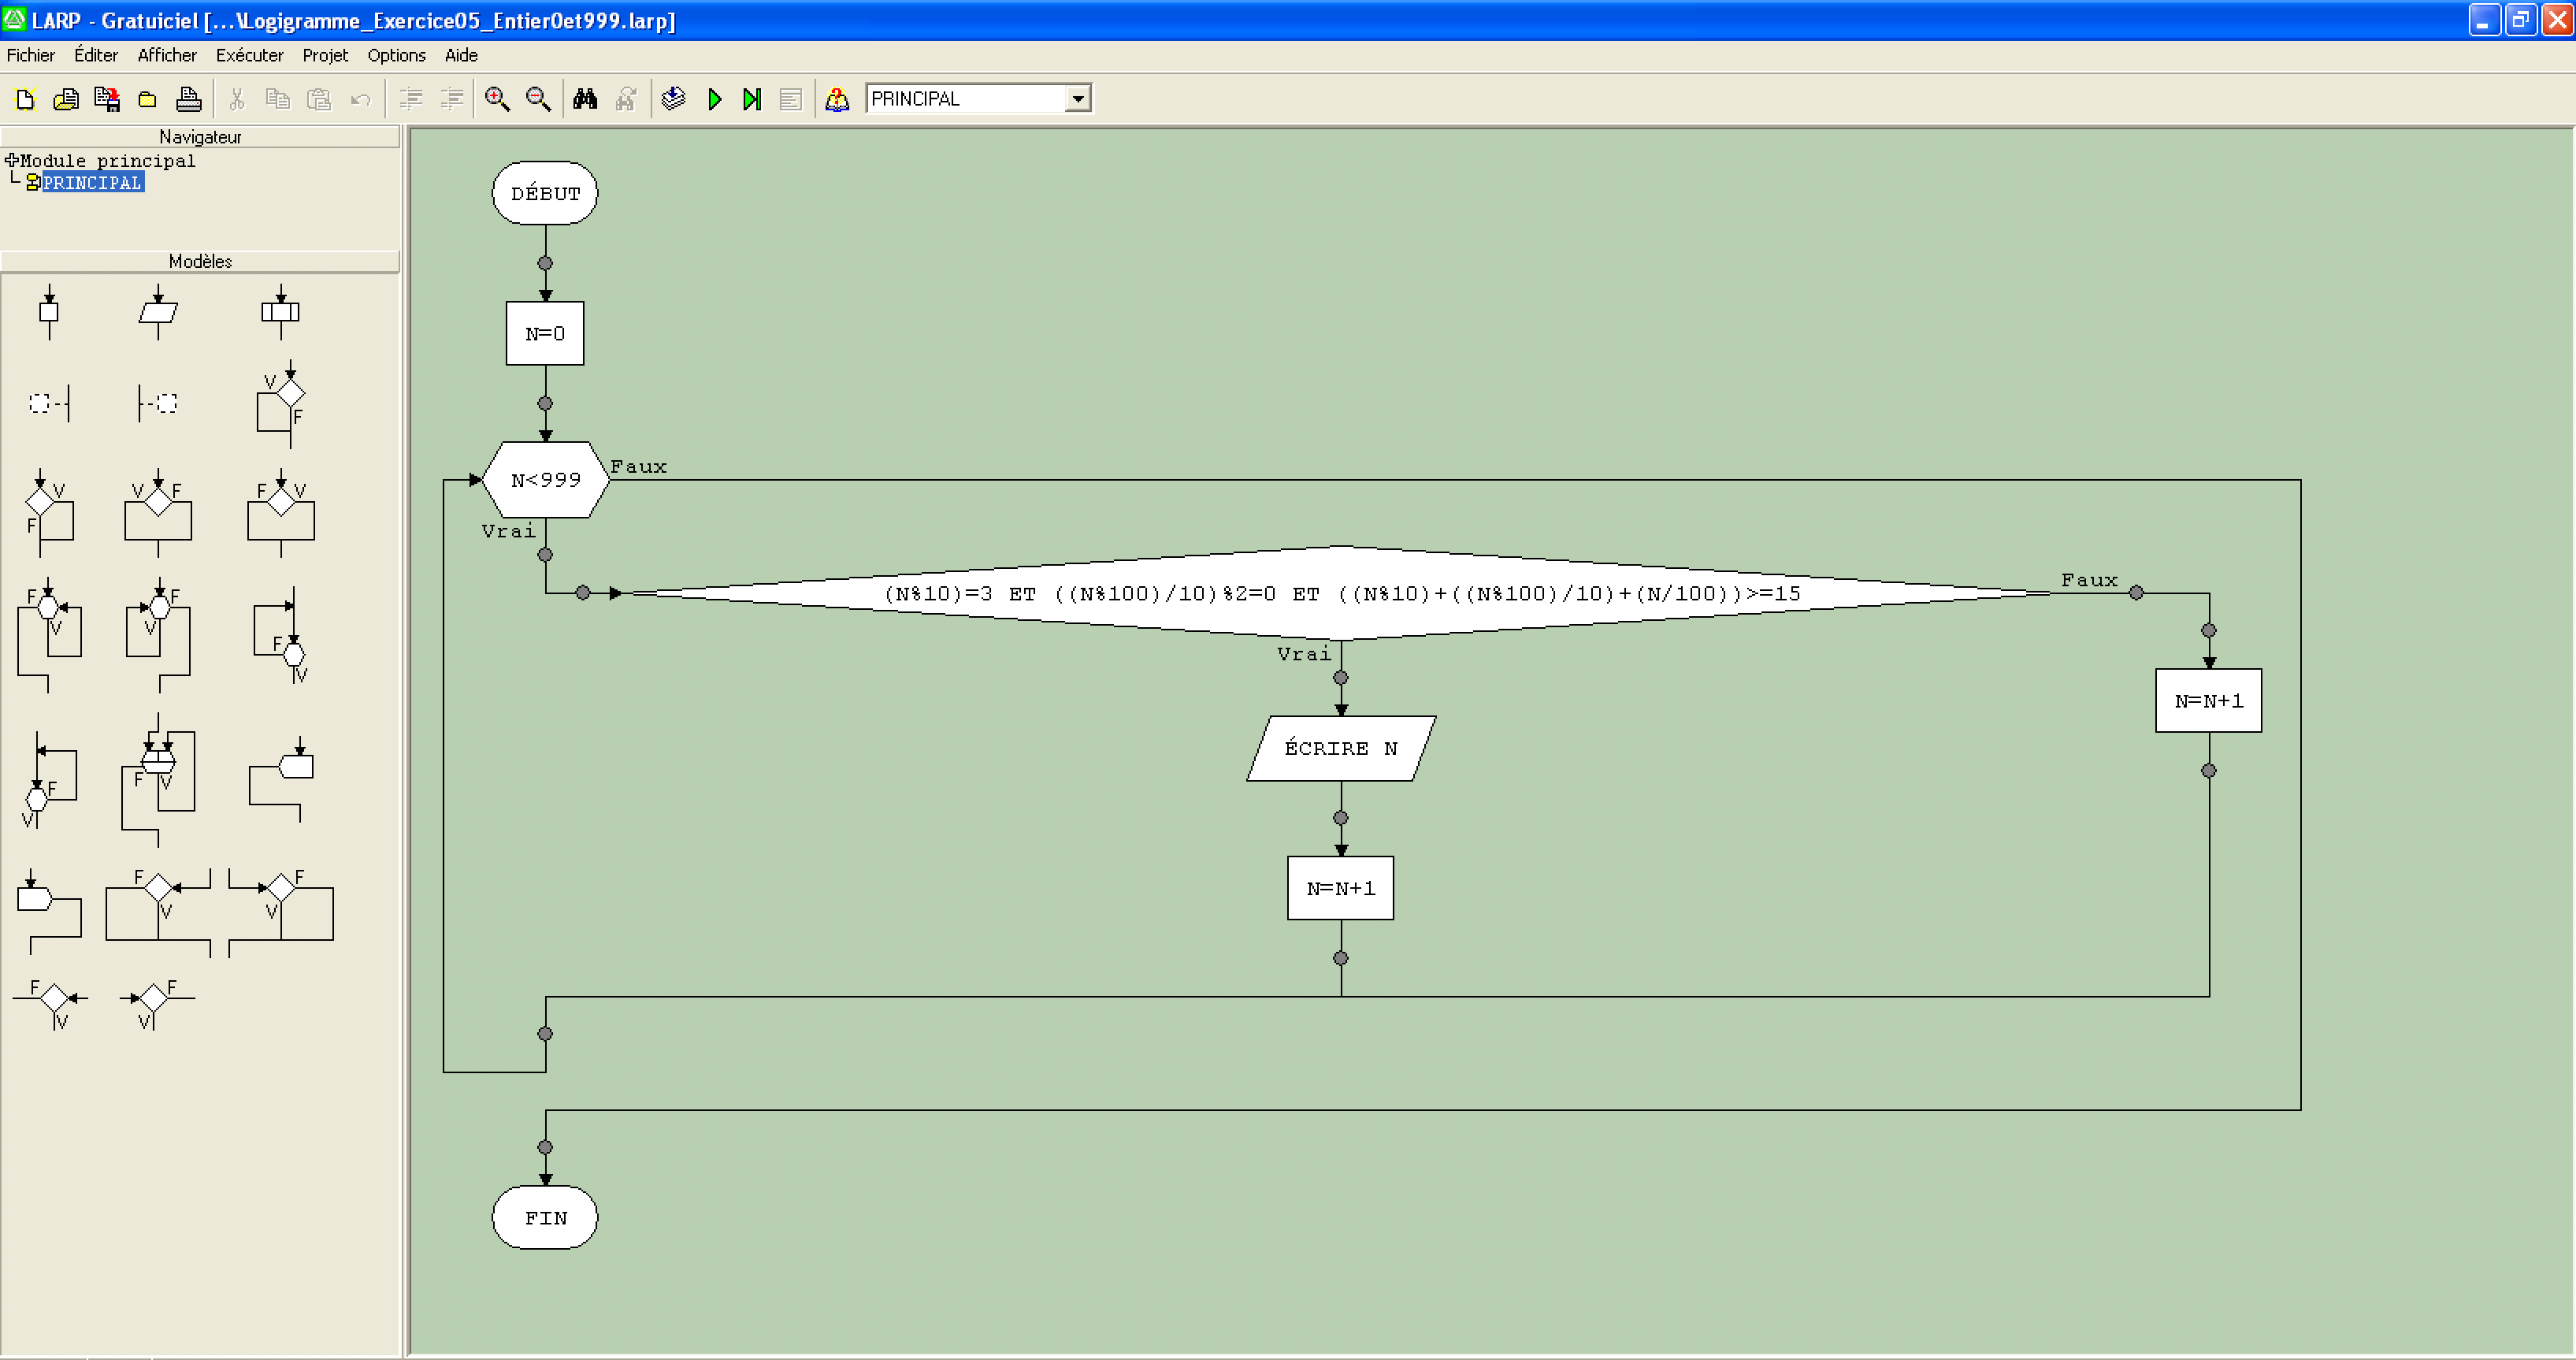 LARP - Gratuiciel [...\Logigramme_Exercice05_Entier0et999.larp]
Fichier Éditer Afficher Exécuter Projet Options Aide
PRINCIPAL
Navigateur
Module principal
PRINCIPAL
Modèles
V
F
V
F
V F
F V
F
V
F
V
F
V
F
V
F
V
F
V
F
V
F
V
F
V
DÉBUT
N=0
N<999
Faux
Vrai
(N%10)=3 ET ((N%100)/10)%2=0 ET ((N%10)+((N%100)/10)+(N/100))>=15
Faux
Vrai
N=N+1
ÉCRIRE N
N=N+1
FIN